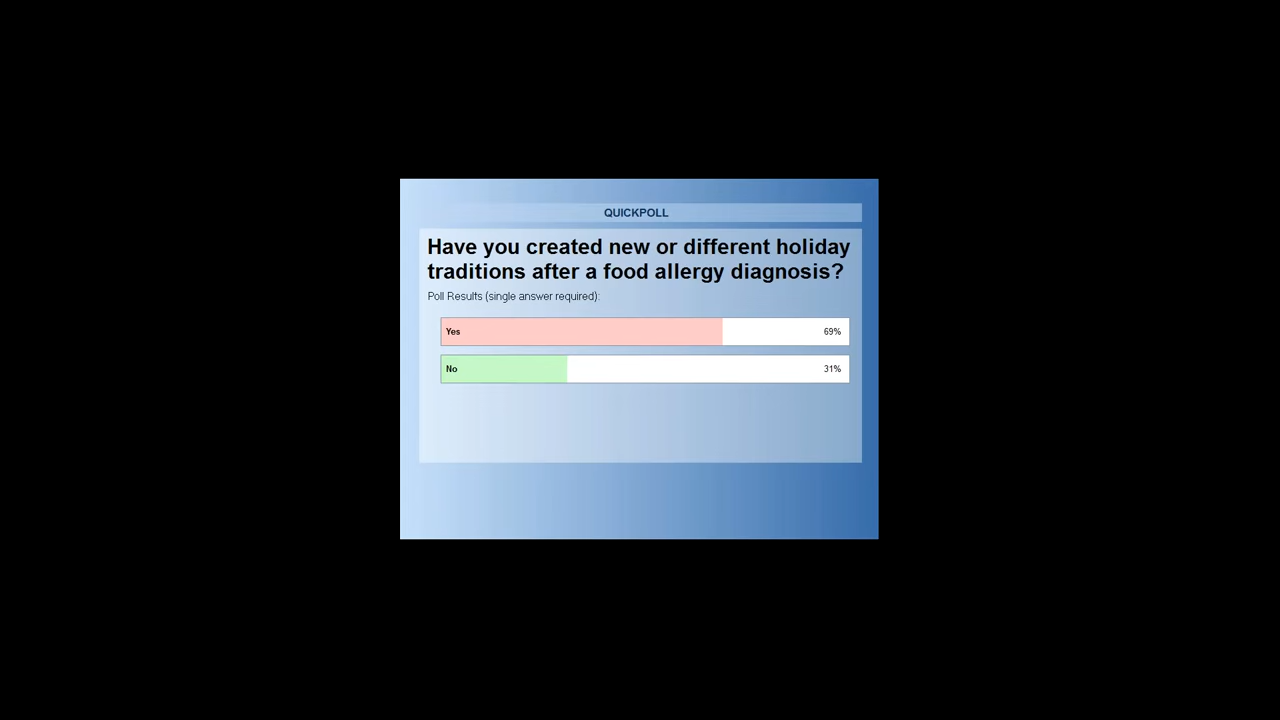 QUICKPOLL
Have you created new or different holiday
traditions after a food allergy diagnosis?
Poll Results (single answer required):
Yes 69%
No 31%